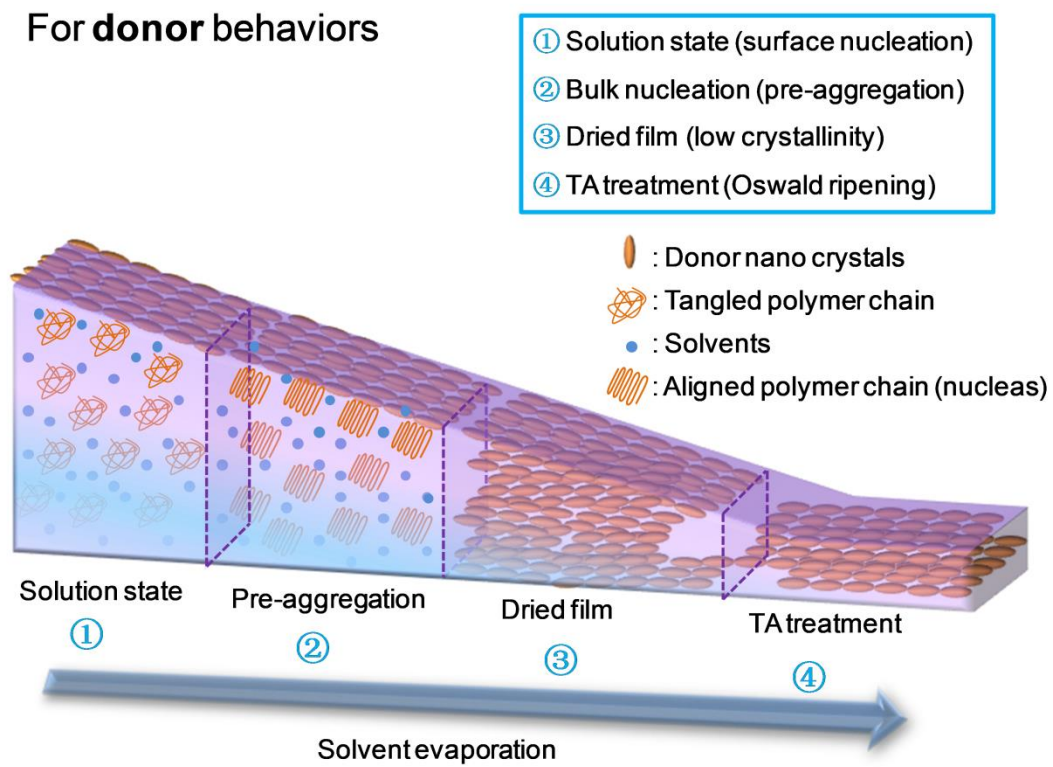 For donor behaviors
① Solution state (surface nucleation)
② Bulk nucleation (pre-aggregation)
③ Dried film (low crystallinity)
④ TA treatment (Oswald ripening)
: Donor nano crystals
: Tangled polymer chain
: Solvents
: Aligned polymer chain (nucleas)
Solution state
①
Pre-aggregation
②
Dried film
③
TA treatment
④
Solvent evaporation